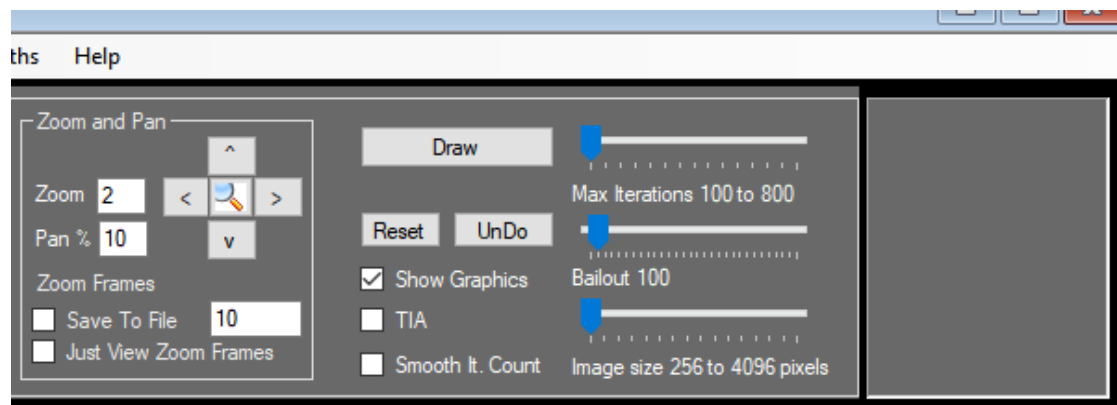 ths Help
Zoom and Pan
^
Zoom 2 < >
Pan % 10 v
Zoom Frames
Save To File 10
Just View Zoom Frames
Draw
Reset UnDo
Show Graphics
TIA
Smooth It. Count
Max Iterations 100 to 800
Bailout 100
Image size 256 to 4096 pixels